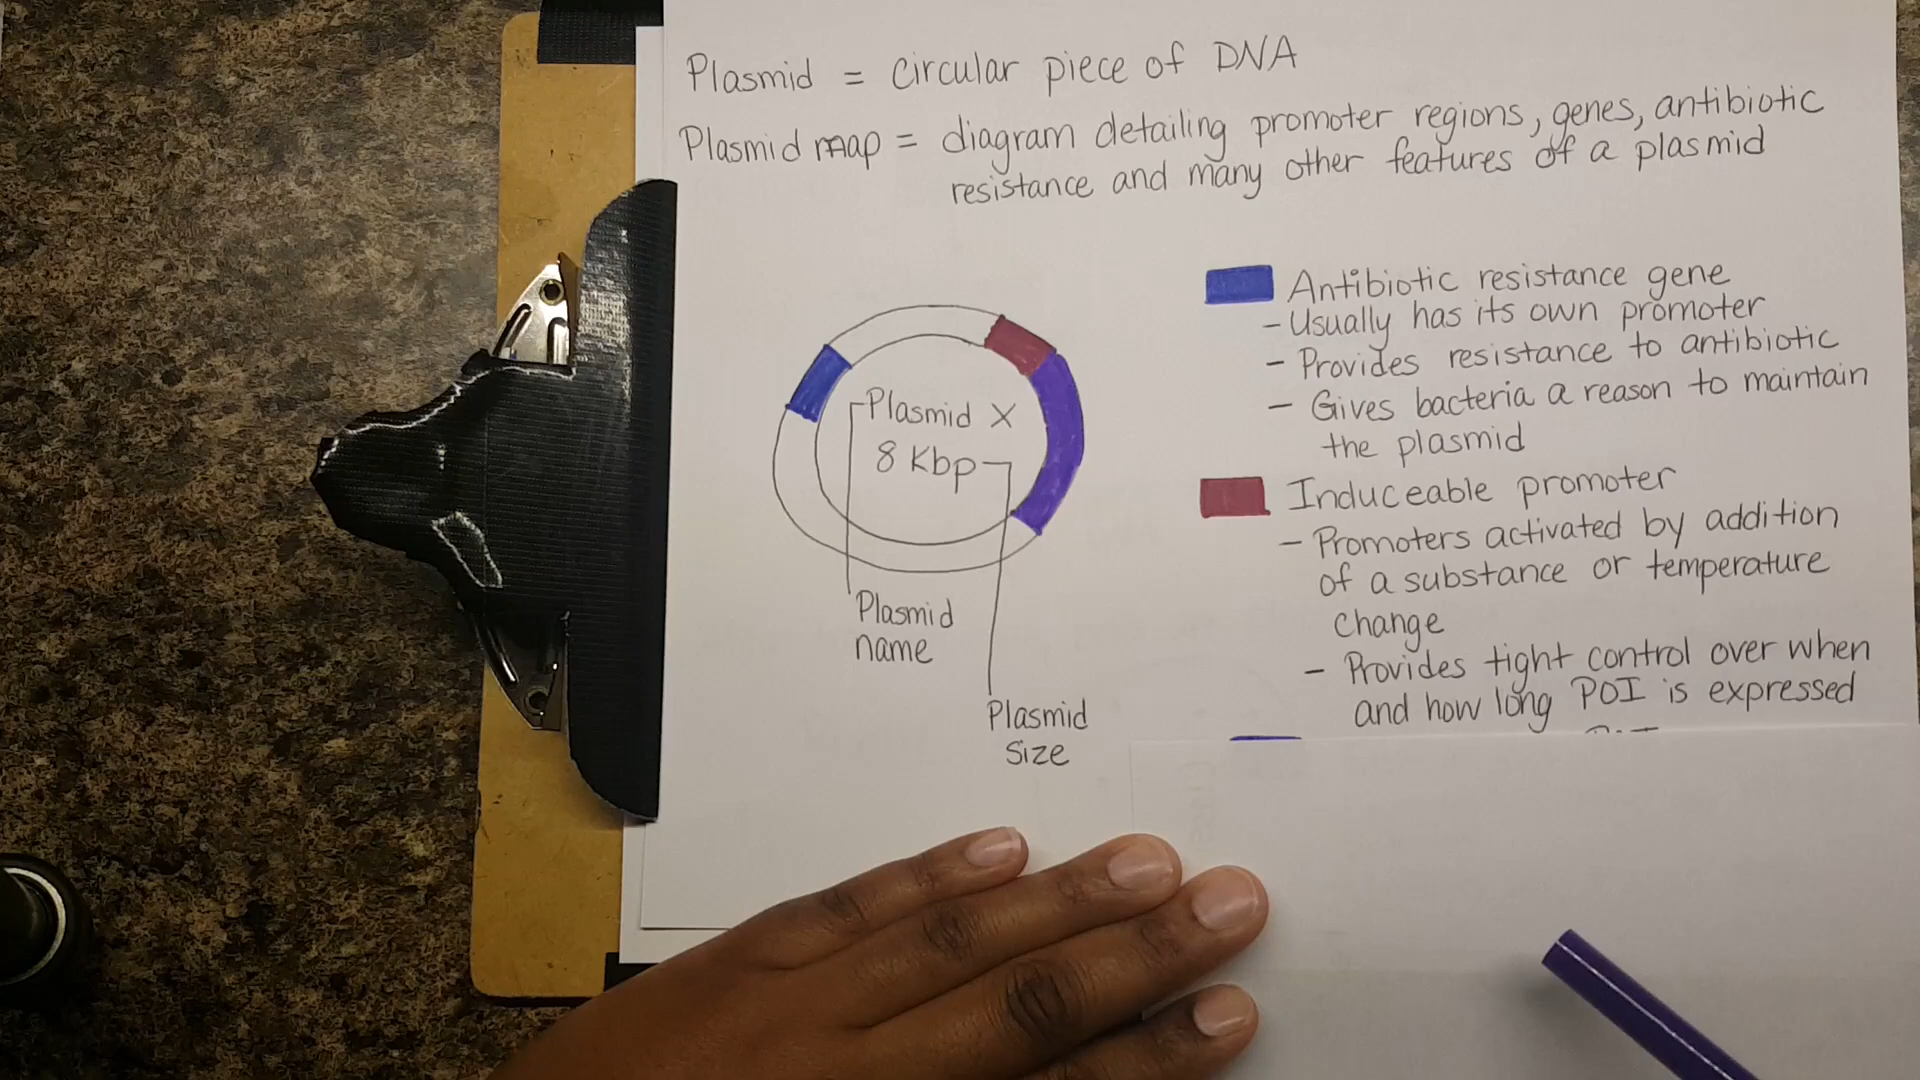 Plasmid = circular piece of DNA
Plasmid map = diagram detailing promoter regions, genes, antibiotic
resistance and many other features of a plasmid
Plasmid X
8 Kbp
Plasmid
name
Plasmid
size
Antibiotic resistance gene
- Usually has its own promoter
- Provides resistance to antibiotic
- Gives bacteria a reason to maintain
the plasmid
Induceable promoter
- Promoters activated by addition
of a substance or temperature
change
- Provides tight control over when
and how long POI is expressed